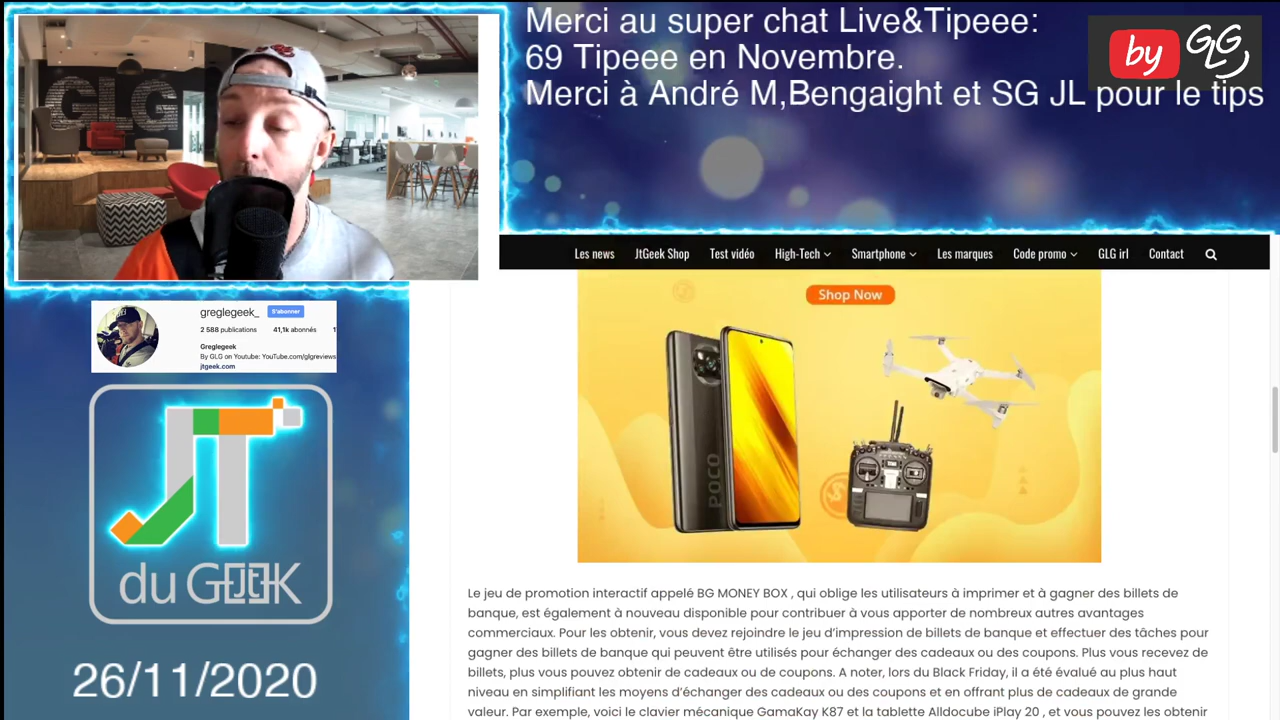 Merci au super chat Live&Tipeee:
69 Tipeee en Novembre.
Merci à André M,Bengaight et SG JL pour le tips
by GLG
GLG
Les news JtGeek Shop Test vidéo High-Tech Smartphone Les marques Code promo GLG irl Contact
Shop Now
POCO
greglegeek_ S'abonner
2 588 publications 41,1k abonnés 1
Greglegeek
By GLG on Youtube: YouTube.com/glgreviews
jtgeek.com
JT
du GEEK
26/11/2020
Le jeu de promotion interactif appelé BG MONEY BOX , qui oblige les utilisateurs à imprimer et à gagner des billets de
banque, est également à nouveau disponible pour contribuer à vous apporter de nombreux autres avantages
commerciaux. Pour les obtenir, vous devez rejoindre le jeu d’impression de billets de banque et effectuer des tâches pour
gagner des billets de banque qui peuvent être utilisés pour échanger des cadeaux ou des coupons. Plus vous recevez de
billets, plus vous pouvez obtenir de cadeaux ou de coupons. A noter, lors du Black Friday, il a été évalué au plus haut
niveau en simplifiant les moyens d’échanger des cadeaux ou des coupons et en offrant plus de cadeaux de grande
valeur. Par exemple, voici le clavier mécanique GamaKay K87 et la tablette Alldocube iPlay 20 , et vous pouvez les obtenir